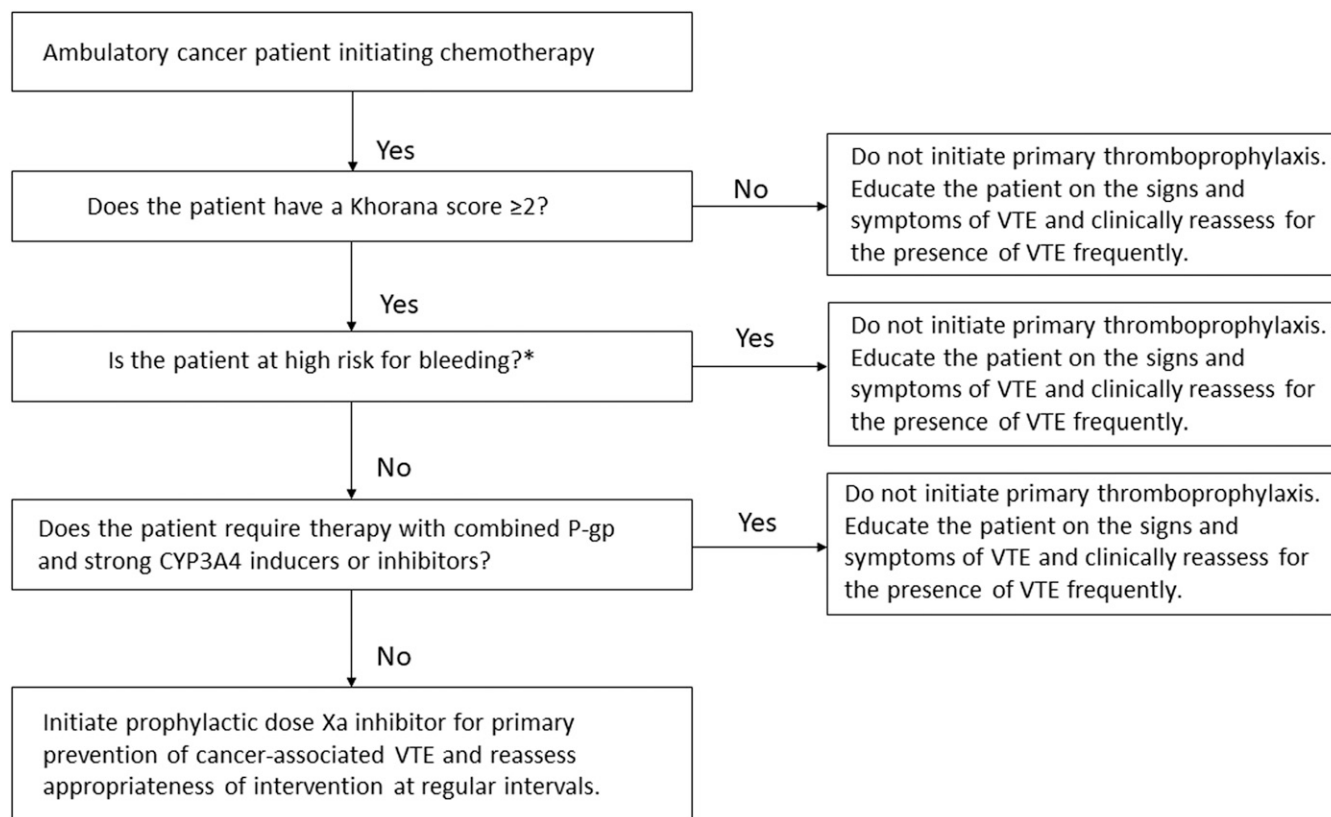 Ambulatory cancer patient initiating chemotherapy
Yes
Does the patient have a Khorana score ≥2?
No
Do not initiate primary thromboprophylaxis.
Educate the patient on the signs and
symptoms of VTE and clinically reassess for
the presence of VTE frequently.
Yes
Is the patient at high risk for bleeding?*
Yes
Do not initiate primary thromboprophylaxis.
Educate the patient on the signs and
symptoms of VTE and clinically reassess for
the presence of VTE frequently.
No
Does the patient require therapy with combined P-gp
and strong CYP3A4 inducers or inhibitors?
Yes
Do not initiate primary thromboprophylaxis.
Educate the patient on the signs and
symptoms of VTE and clinically reassess for
the presence of VTE frequently.
No
Initiate prophylactic dose Xa inhibitor for primary
prevention of cancer-associated VTE and reassess
appropriateness of intervention at regular intervals.